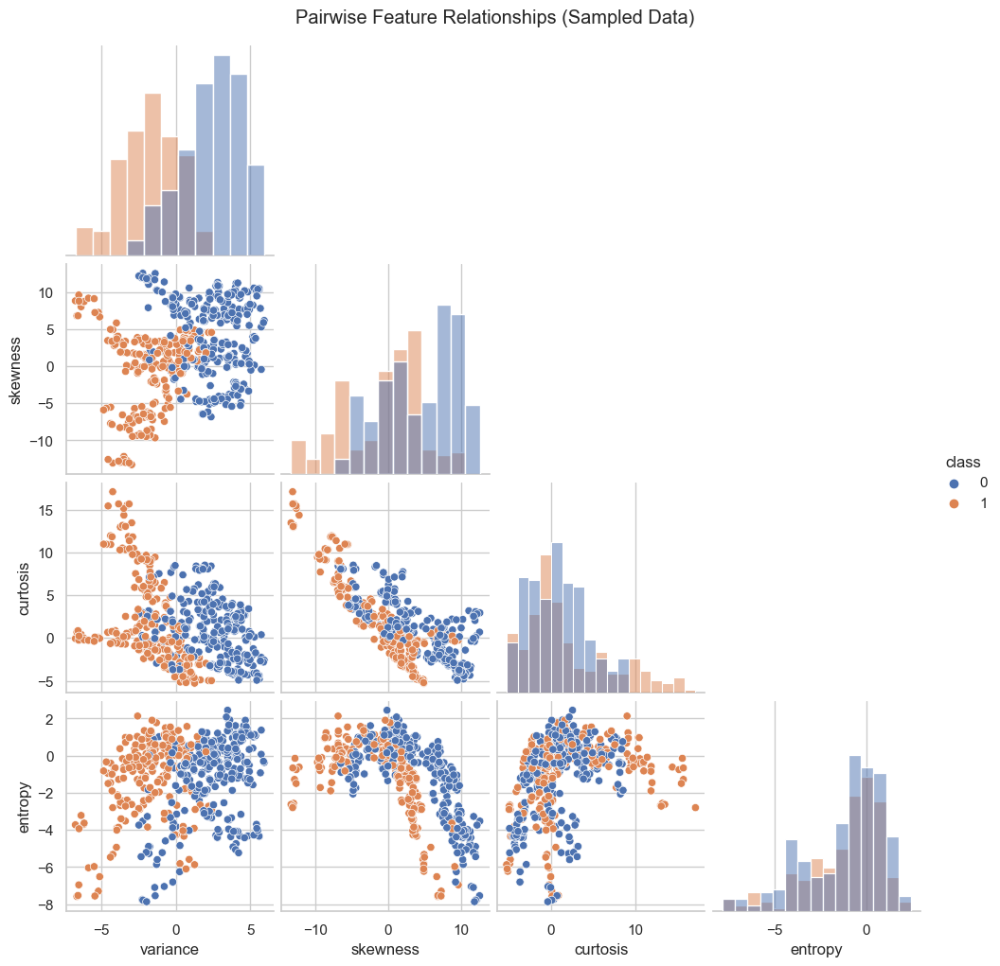 Pairwise Feature Relationships (Sampled Data)
skewness
10
5
0
−5
−10
class
0
1
curtosis
15
10
5
0
−5
entropy
2
0
−2
−4
−6
−8
−5 0 5
−10 0 10
0 10
−5 0
variance
skewness
curtosis
entropy